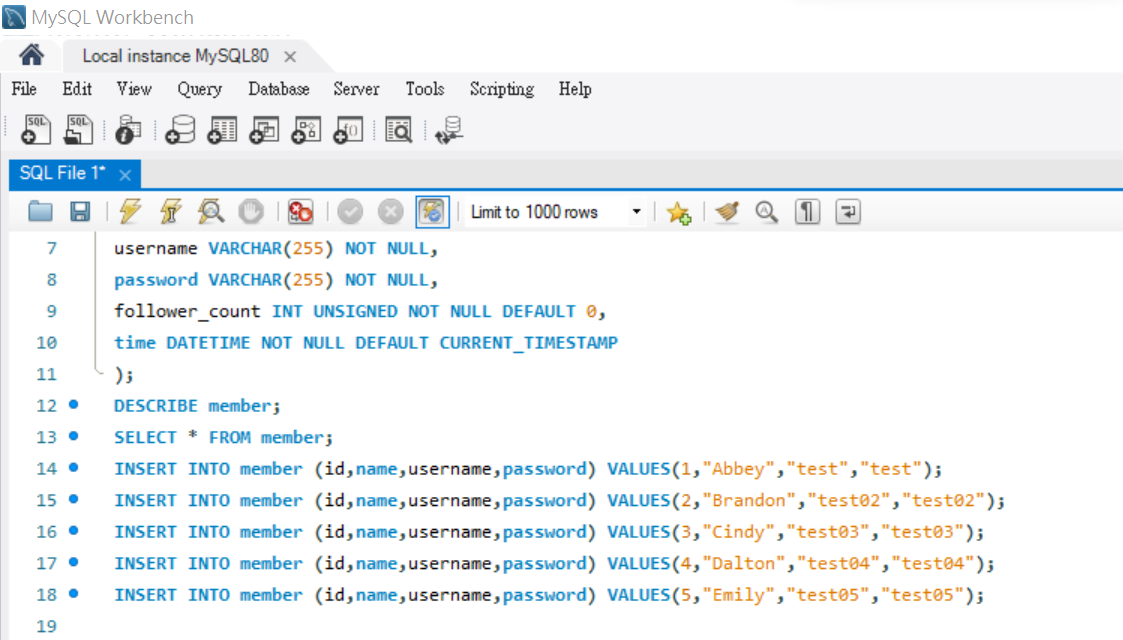 MySQL Workbench
Local instance MySQL80
File Edit View Query Database Server Tools Scripting Help
SQL SQL
SQL File 1*
Limit to 1000 rows
7 username VARCHAR(255) NOT NULL,
8 password VARCHAR(255) NOT NULL,
9 follower_count INT UNSIGNED NOT NULL DEFAULT 0,
10 time DATETIME NOT NULL DEFAULT CURRENT_TIMESTAMP
11 );
12 DESCRIBE member;
13 SELECT * FROM member;
14 INSERT INTO member (id,name,username,password) VALUES(1,"Abbey","test","test");
15 INSERT INTO member (id,name,username,password) VALUES(2,"Brandon","test02","test02");
16 INSERT INTO member (id,name,username,password) VALUES(3,"Cindy","test03","test03");
17 INSERT INTO member (id,name,username,password) VALUES(4,"Dalton","test04","test04");
18 INSERT INTO member (id,name,username,password) VALUES(5,"Emily","test05","test05");
19